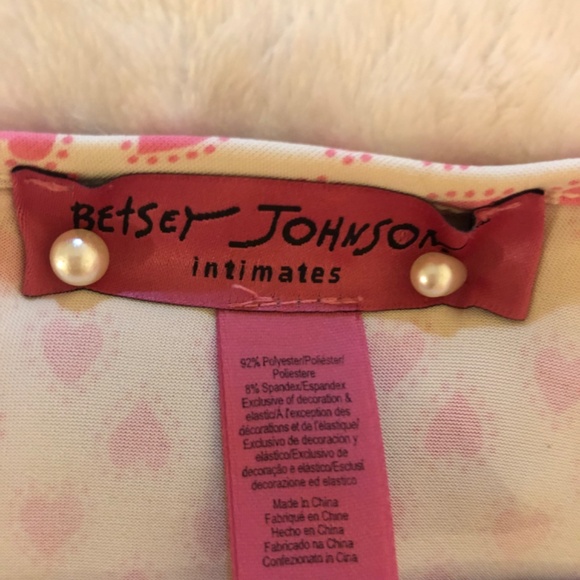 BEtSEY JOHNSON
intimates
92% Polyester/Poliéster/
Poliestere
8% Spandex/Espandex
Exclusive of decoration &
elastic/A l'exception des
décorations et de l'élastique/
Exclusivo de decoración y
elástico/Exclusivo de
decoração e elástico/Esclusi
decorazione ed elastico
Made in China
Fabriqué en Chine
Hecho en China
Fabricado na China
Confezionato in Cina